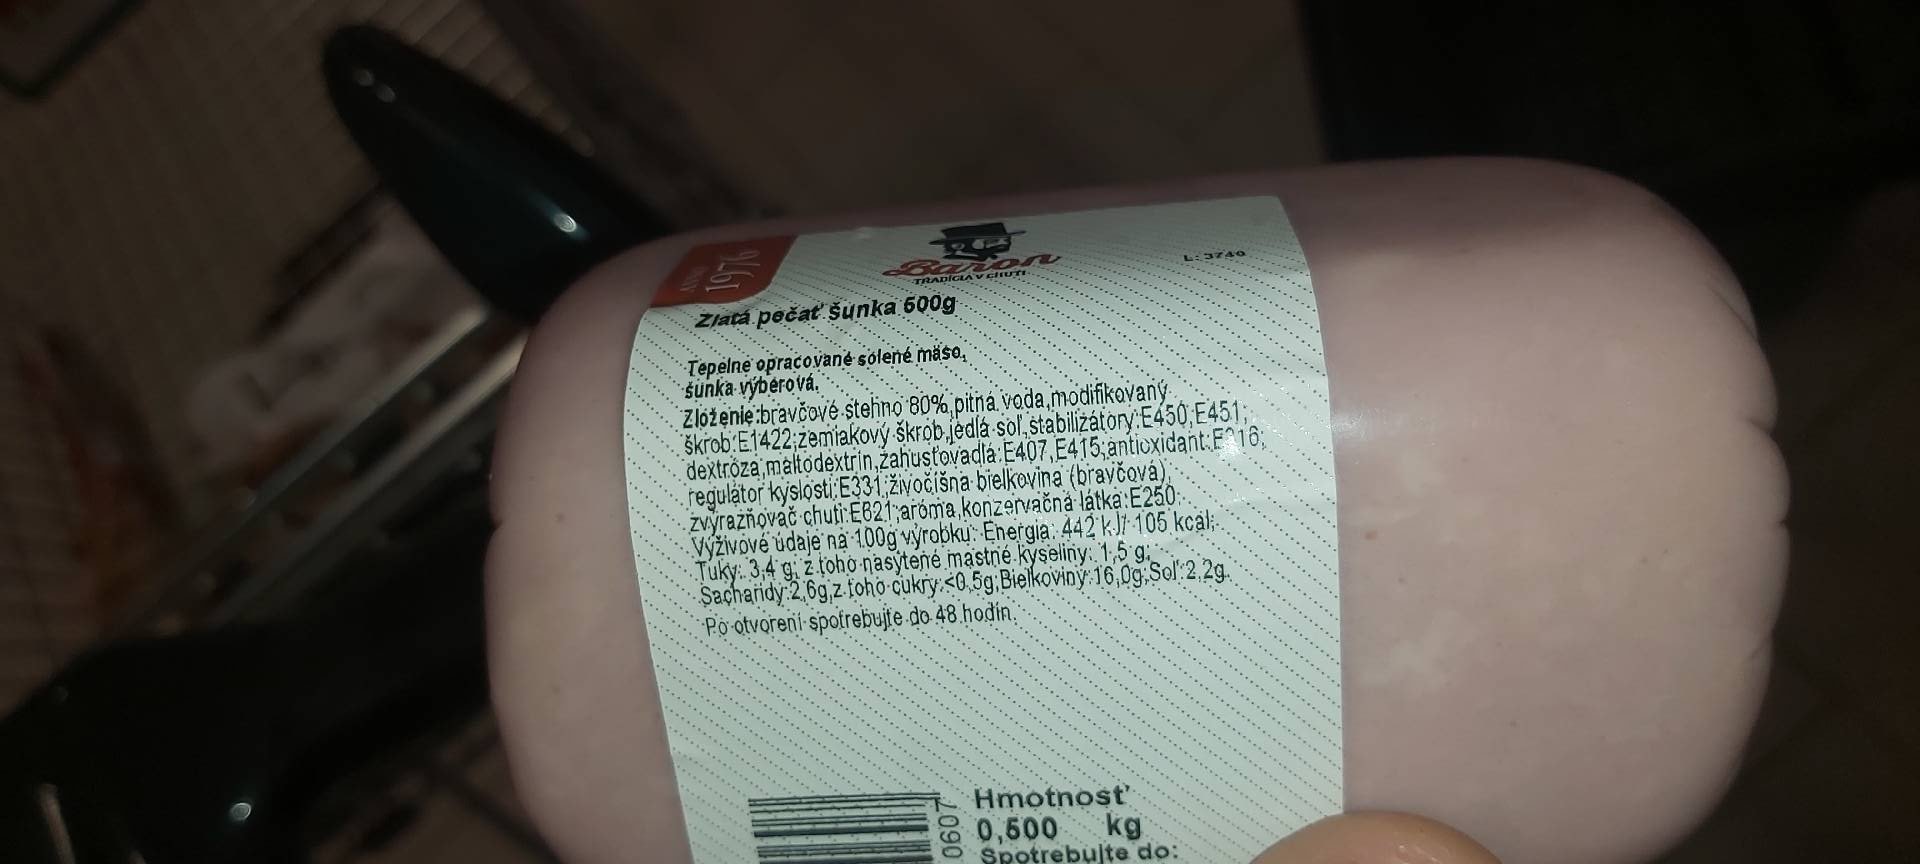 1976
Baron
TRADÍCIA V CHUTI
L: 3740
Zlatá pečať šunka 600g
Tepelne opracované solené mäso,
šunka výberová.
Zloženie:bravčové stehno 80%,pitná voda,modifikovaný
škrob:E1422;zemiakový škrob,jedlá soľ,stabilizátory:E450,E451;
dextróza,maltodextrin,zahusťovadlá:E407,E415;antioxidant:E316;
regulátor kyslosti:E331;živočíšna bielkovina (bravčová),
zvýrazňovač chuti:E621;aróma,konzervačná látka:E250.
Výživové údaje na 100g výrobku: Energia: 442 kJ/ 105 kcal;
Tuky: 3,4 g, z toho nasýtené mastné kyseliny: 1,5 g;
Sacharidy:2,6g,z toho cukry:<0,5g;Bielkoviny:16,0g;Soľ:2,2g.
Po otvorení spotrebujte do 48 hodín.
Hmotnosť
0,600 kg
Spotrebujte do: